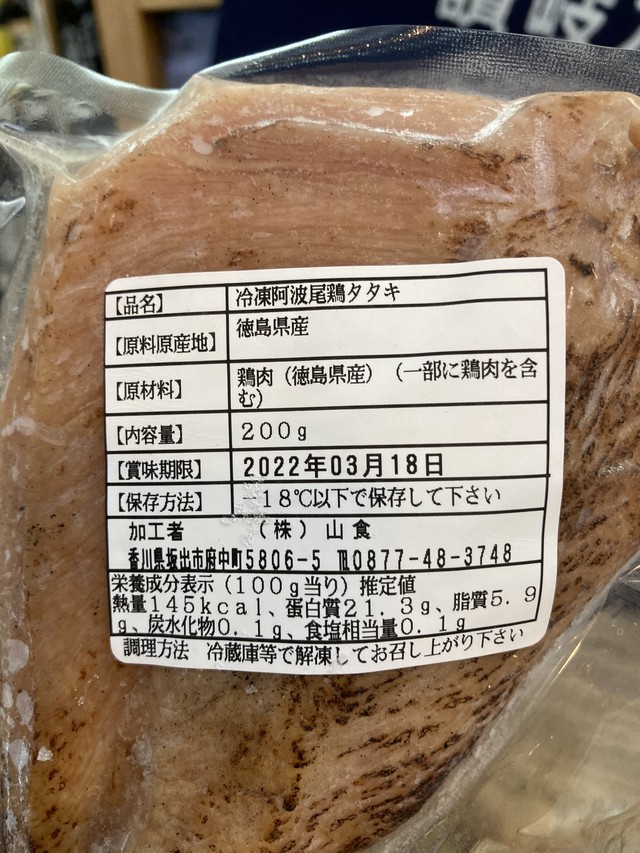 讃岐
【品名】 冷凍阿波尾鶏タタキ
【原料原産地】 徳島県産
【原材料】 鶏肉（徳島県産）（一部に鶏肉を含
む）
【内容量】 200g
【賞味期限】 2022年03月18日
【保存方法】 -18℃以下で保存して下さい
加工者 （株）山食
香川県坂出市府中町5806-5 ℡0877-48-3748
栄養成分表示（100g当り）推定値
熱量145kcal、蛋白質21.3g、脂質5.9
g、炭水化物0.1g、食塩相当量0.1g
調理方法 冷蔵庫等で解凍してお召し上がり下さい